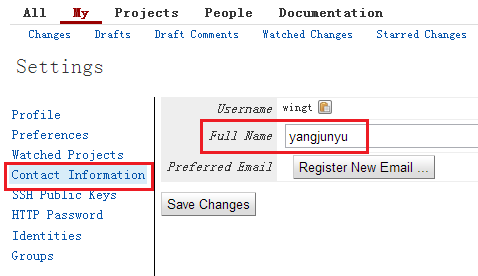 All My Projects People Documentation
Changes Drafts Draft Comments Watched Changes Starred Changes
Settings
Profile
Preferences
Watched Projects
Contact Information
SSH Public Keys
HTTP Password
Identities
Groups
Username wingt
Full Name yangjunyu
Preferred Email Register New Email ...
Save Changes